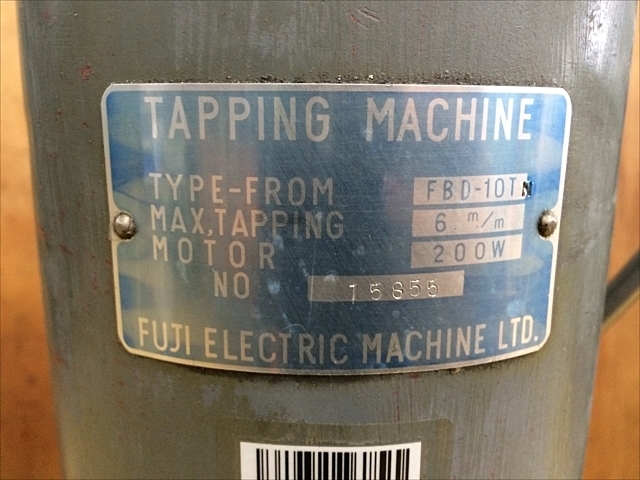 TAPPING MACHINE
TYPE-FROM FBD-10TN
MAX,TAPPING 6 m/m
MOTOR 200W
NO 15855
FUJI ELECTRIC MACHINE LTD.